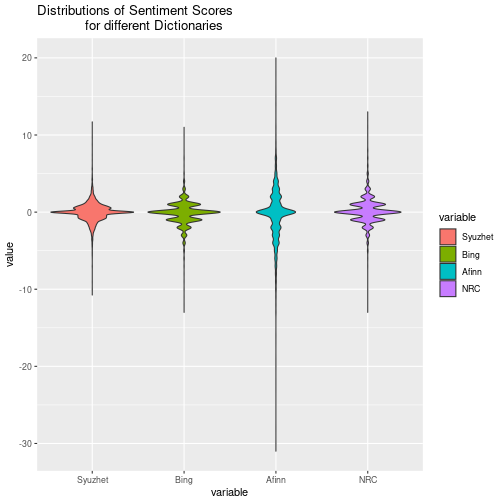 Distributions of Sentiment Scores
for different Dictionaries
20
10
0
-10
-20
-30
value
Syuzhet
Bing
Afinn
NRC
variable
variable
Syuzhet
Bing
Afinn
NRC